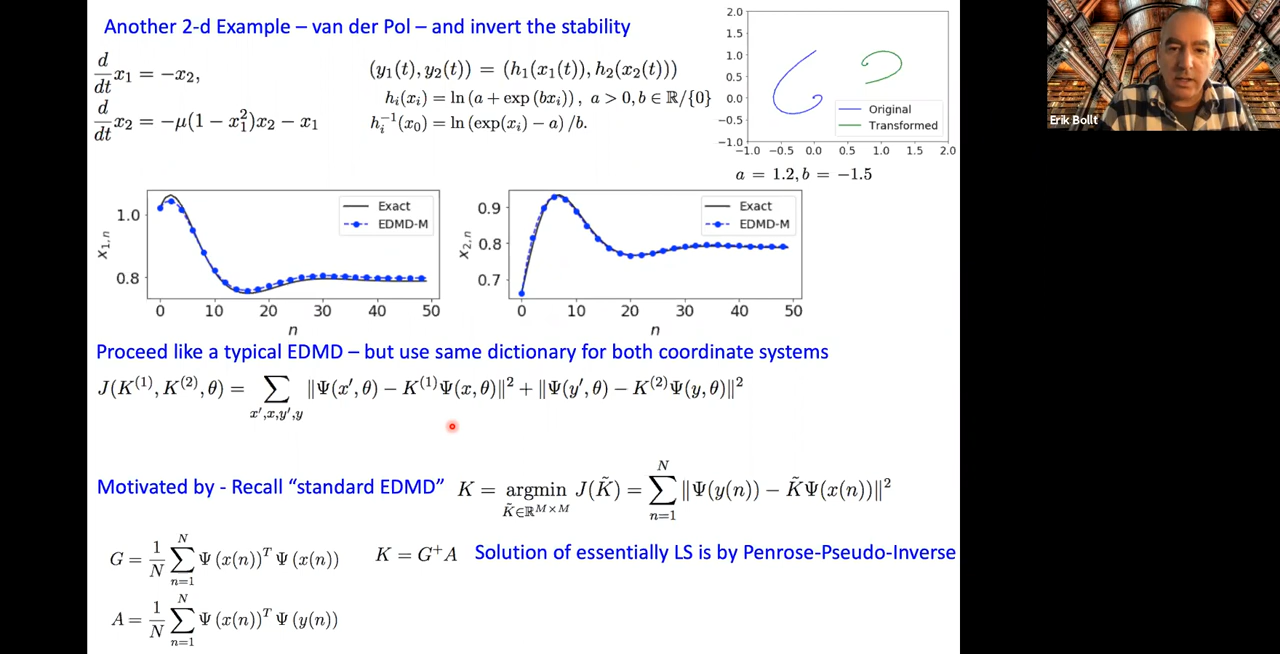 Another 2-d Example – van der Pol – and invert the stability
d/dt x₁ = −x₂,
d/dt x₂ = −μ(1 − x₁²)x₂ − x₁
(y₁(t), y₂(t)) = (h₁(x₁(t)), h₂(x₂(t)))
hᵢ(xᵢ) = ln (a + exp (bxᵢ)) , a > 0, b ∈ ℝ/{0}
hᵢ⁻¹(x₀) = ln (exp(xᵢ) − a) /b.
2.0
1.5
1.0
0.5
0.0
−0.5
−1.0
Original
Transformed
−1.0 −0.5 0.0 0.5 1.0 1.5 2.0
a = 1.2, b = −1.5
Erik Bollt
1.0
0.8
x₁,ₙ
Exact
EDMD-M
0 10 20 30 40 50
n
0.9
0.8
0.7
x₂,ₙ
Exact
EDMD-M
0 10 20 30 40 50
n
Proceed like a typical EDMD – but use same dictionary for both coordinate systems
J(K⁽¹⁾, K⁽²⁾, θ) = ∑_{x′,x,y′,y} ‖Ψ(x′, θ) − K⁽¹⁾Ψ(x, θ)‖² + ‖Ψ(y′, θ) − K⁽²⁾Ψ(y, θ)‖²
Motivated by - Recall “standard EDMD” K = argmin_{K̃∈ℝ^{M×M}} J(K̃) = ∑_{n=1}^{N} ‖Ψ(y(n)) − K̃Ψ(x(n))‖²
G = 1/N ∑_{n=1}^{N} Ψ (x(n))ᵀ Ψ (x(n)) K = G⁺A Solution of essentially LS is by Penrose-Pseudo-Inverse
A = 1/N ∑_{n=1}^{N} Ψ (x(n))ᵀ Ψ (y(n))